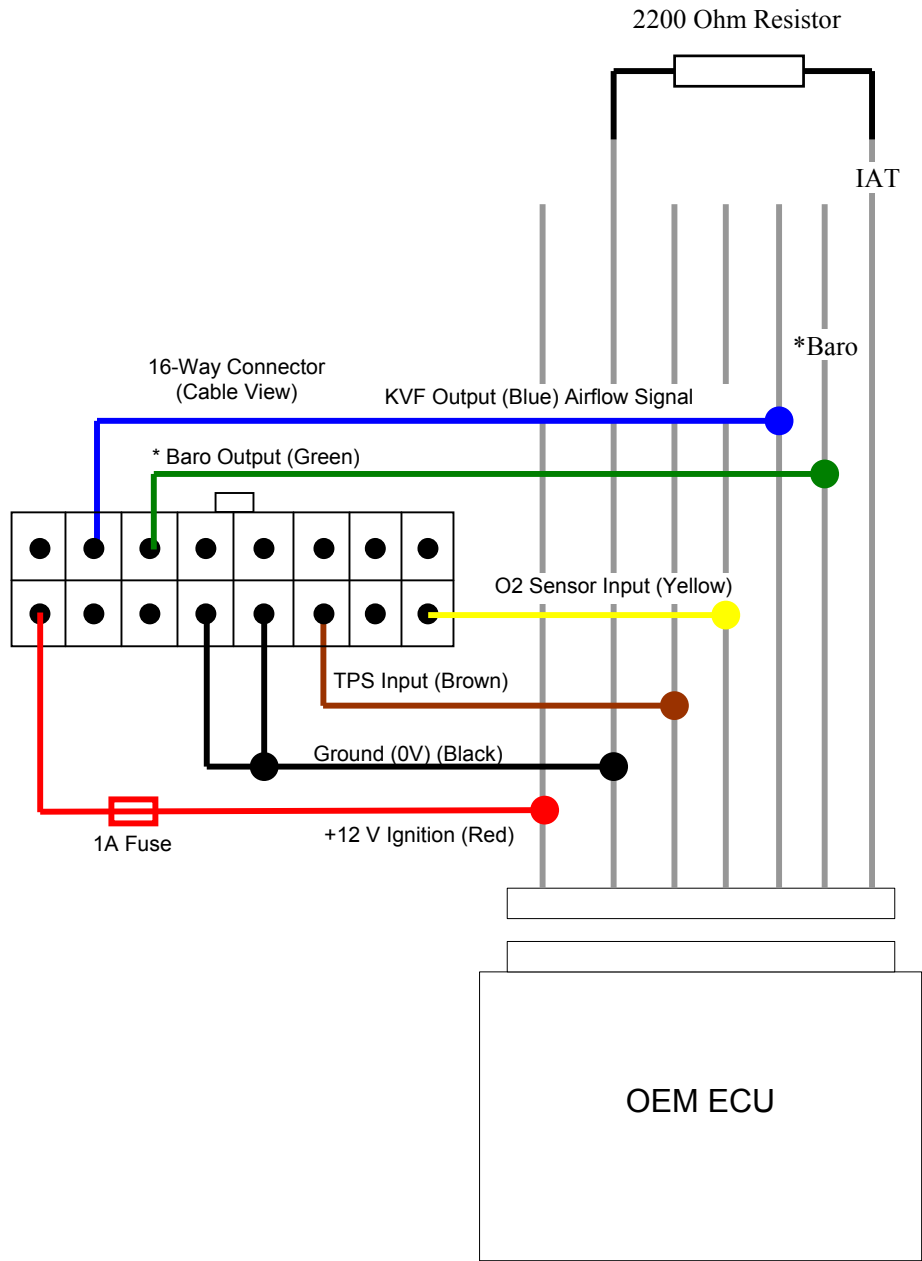 2200 Ohm Resistor
IAT
*Baro
16-Way Connector
(Cable View)
KVF Output (Blue) Airflow Signal
* Baro Output (Green)
O2 Sensor Input (Yellow)
TPS Input (Brown)
Ground (0V) (Black)
+12 V Ignition (Red)
1A Fuse
OEM ECU